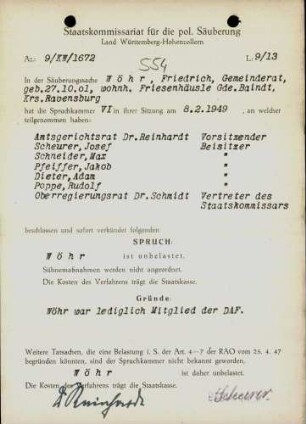 Staatskommissariat für die pol. Säuberung
Land Württemberg-Hohenzollern
Az.: 9/KW/1672
L.9/13
554
In der Säuberungssache Wöhr, Friedrich, Gemeinderat,
geb.27.10.01, wohnh. Friesenhäusle Gde.Baindt,
Krs.Ravensburg
hat die Spruchkammer VI in ihrer Sitzung am 8.2.1949, an welcher
teilgenommen haben:
Amtsgerichtsrat Dr.Reinhardt Vorsitzender
Scheurer, Josef Beisitzer
Schneider, Max "
Pfeiffer, Jakob "
Dieter, Adam "
Poppe, Rudolf "
Oberregierungsrat Dr.Schmidt Vertreter des
Staatskommissars
beschlossen und sofort verkündet folgenden
SPRUCH:
Wöhr ist unbelastet.
Sühnemaßnahmen werden nicht angeordnet.
Die Kosten des Verfahrens trägt die Staatskasse.
Gründe:
Wöhr war lediglich Mitglied der DAF.
Weitere Tatsachen, die eine Belastung i. S. der Art. 4—7 der RAO vom 25. 4. 47
begründen könnten, sind der Spruchkammer nicht bekannt geworden.
Wöhr ist daher unbelastet.
Die Kosten des Verfahrens trägt die Staatskasse.
Dr Reinhardt
Scheurer